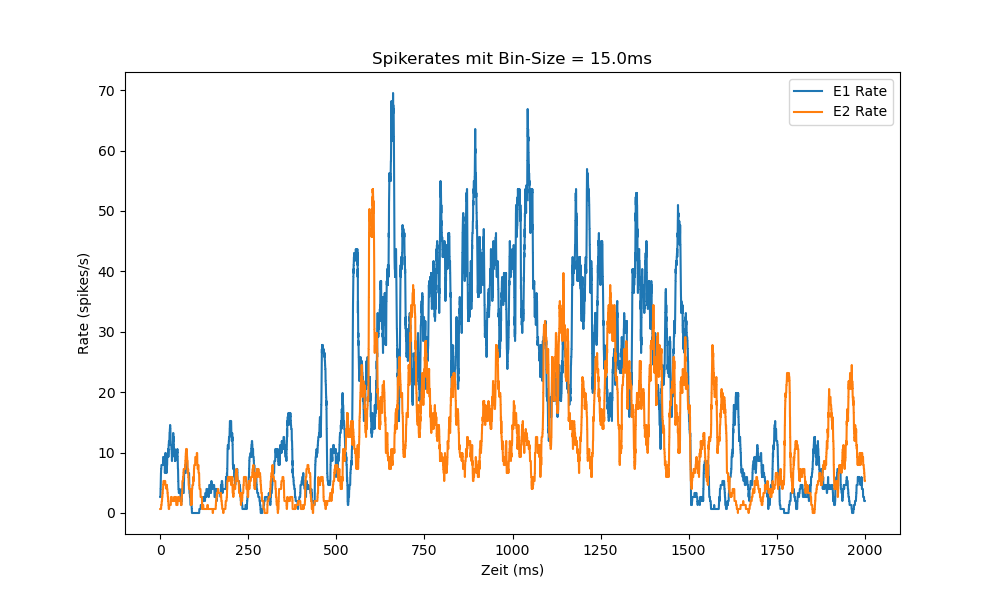 Spikerates mit Bin-Size = 15.0ms
E1 Rate
E2 Rate
70
60
50
40
30
20
10
0
Rate (spikes/s)
0 250 500 750 1000 1250 1500 1750 2000
Zeit (ms)